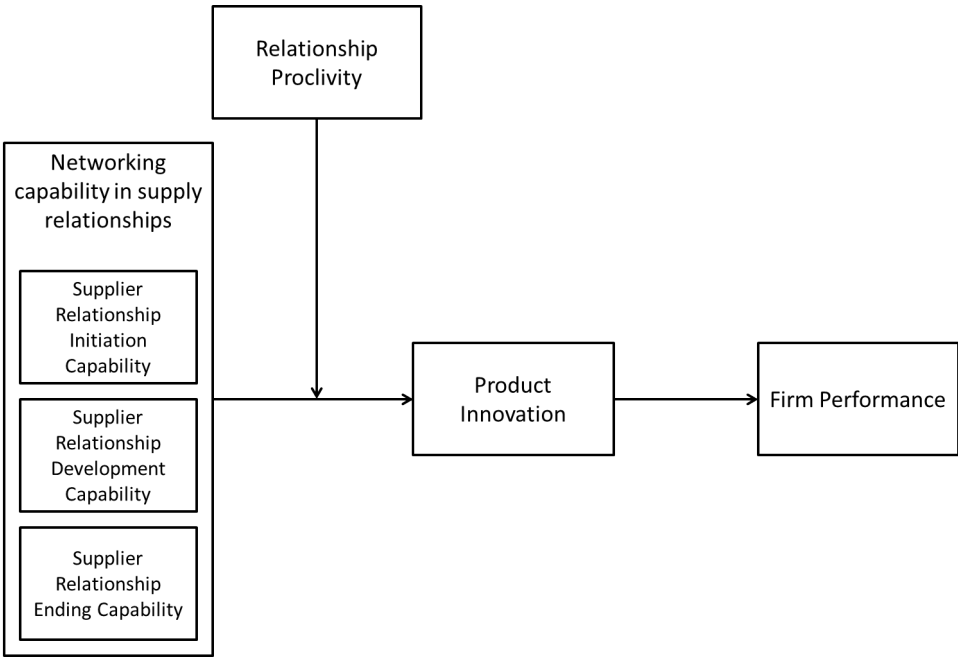 Relationship
Proclivity
Networking
capability in supply
relationships
Supplier
Relationship
Initiation
Capability
Supplier
Relationship
Development
Capability
Supplier
Relationship
Ending Capability
Product
Innovation
Firm Performance